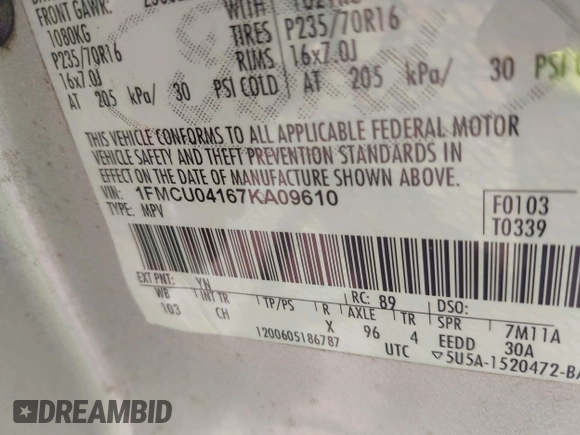 FRONT GAWR:
1080KG
P235/70R16
16x7.0J
AT 205 kPa/ 30 PSI COLD
WITH
TIRES P235/70R16
RIMS 16x7.0J
AT 205 kPa/ 30 PSI CO
THIS VEHICLE CONFORMS TO ALL APPLICABLE FEDERAL MOTOR
VEHICLE SAFETY AND THEFT PREVENTION STANDARDS IN
EFFECT ON THE DATE OF MANUFACTURE SHOWN ABOVE.
VIN: 1FMCU04167KA09610
TYPE: MPV
F0103
T0339
EXT PNT: YN RC: 89 DSO:
WB INT TR TP/PS R AXLE TR SPR 7M11A
103 CH X 96 4 EEDD 30A
1200605186787 UTC ▽5U5A-1520472-BA
DREAMBID